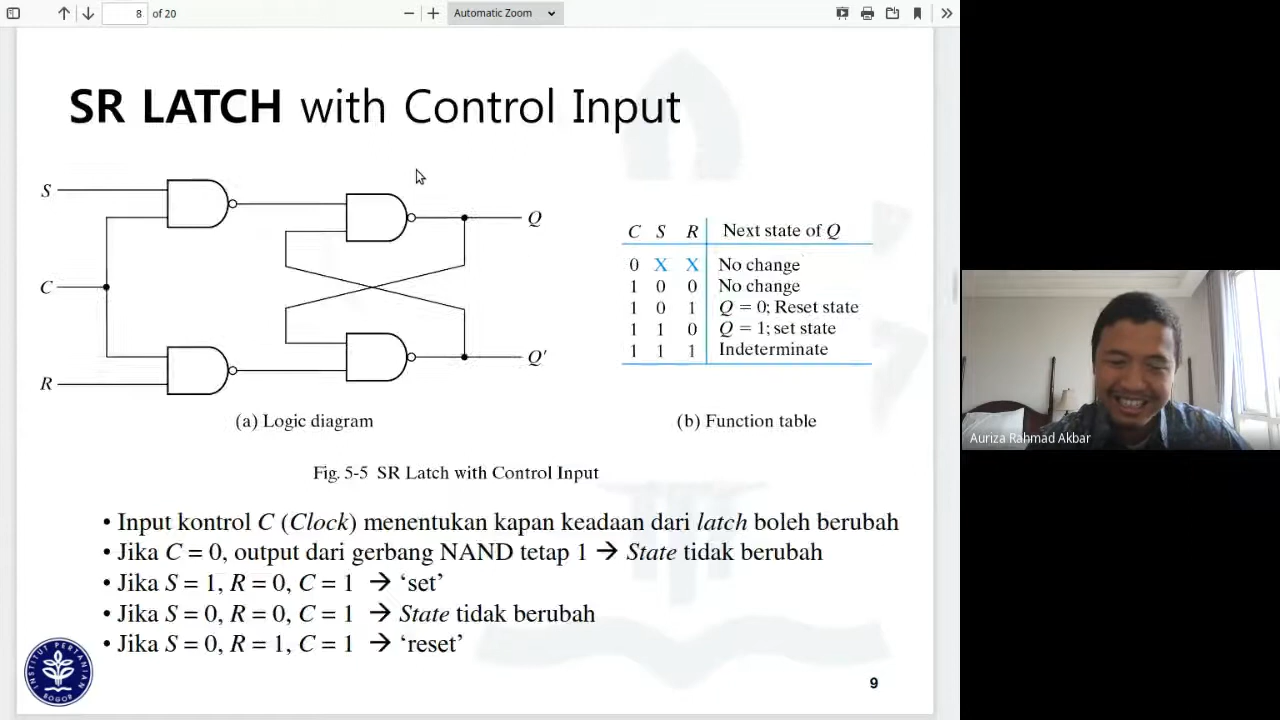 8 of 20
Automatic Zoom
SR LATCH with Control Input
S
C
R
Q
Q′
(a) Logic diagram
C S R Next state of Q
0 X X No change
1 0 0 No change
1 0 1 Q = 0; Reset state
1 1 0 Q = 1; set state
1 1 1 Indeterminate
(b) Function table
Fig. 5-5 SR Latch with Control Input
• Input kontrol C (Clock) menentukan kapan keadaan dari latch boleh berubah
• Jika C = 0, output dari gerbang NAND tetap 1 → State tidak berubah
• Jika S = 1, R = 0, C = 1 → ‘set’
• Jika S = 0, R = 0, C = 1 → State tidak berubah
• Jika S = 0, R = 1, C = 1 → ‘reset’
INSTITUT PERTANIAN
BOGOR
9
Auriza Rahmad Akbar